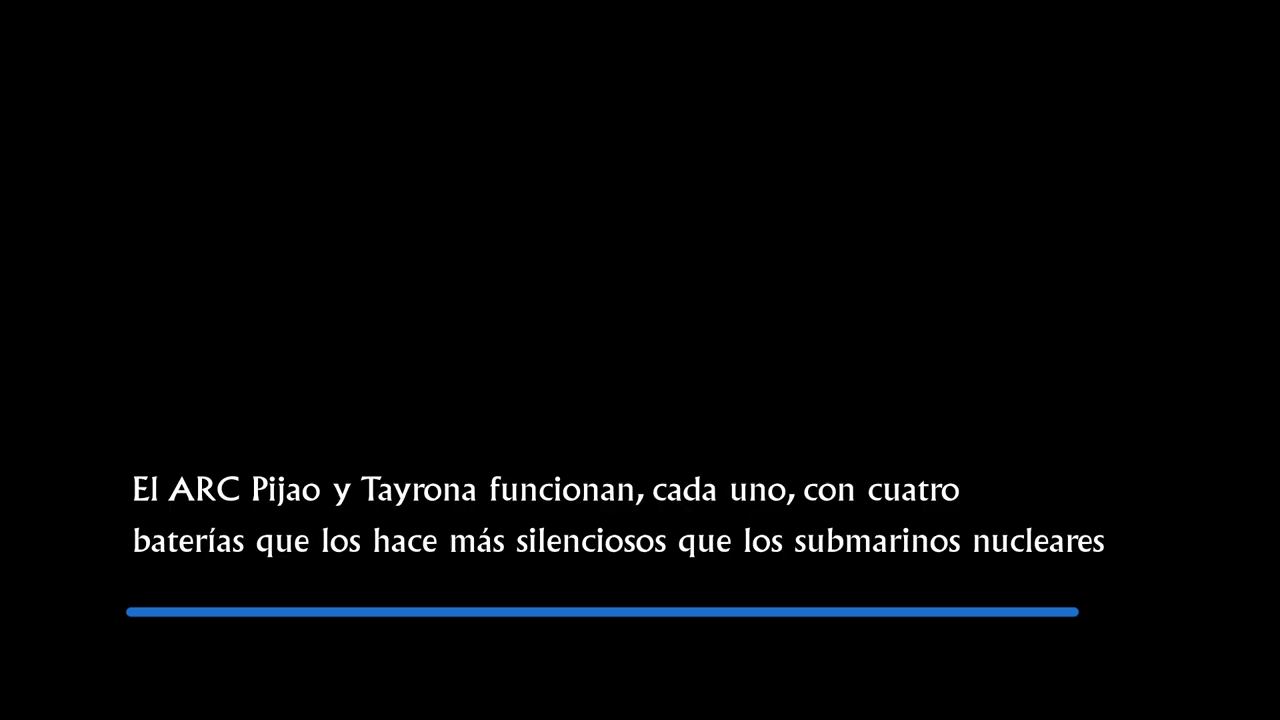 El ARC Pijao y Tayrona funcionan, cada uno, con cuatro
baterías que los hace más silenciosos que los submarinos nucleares